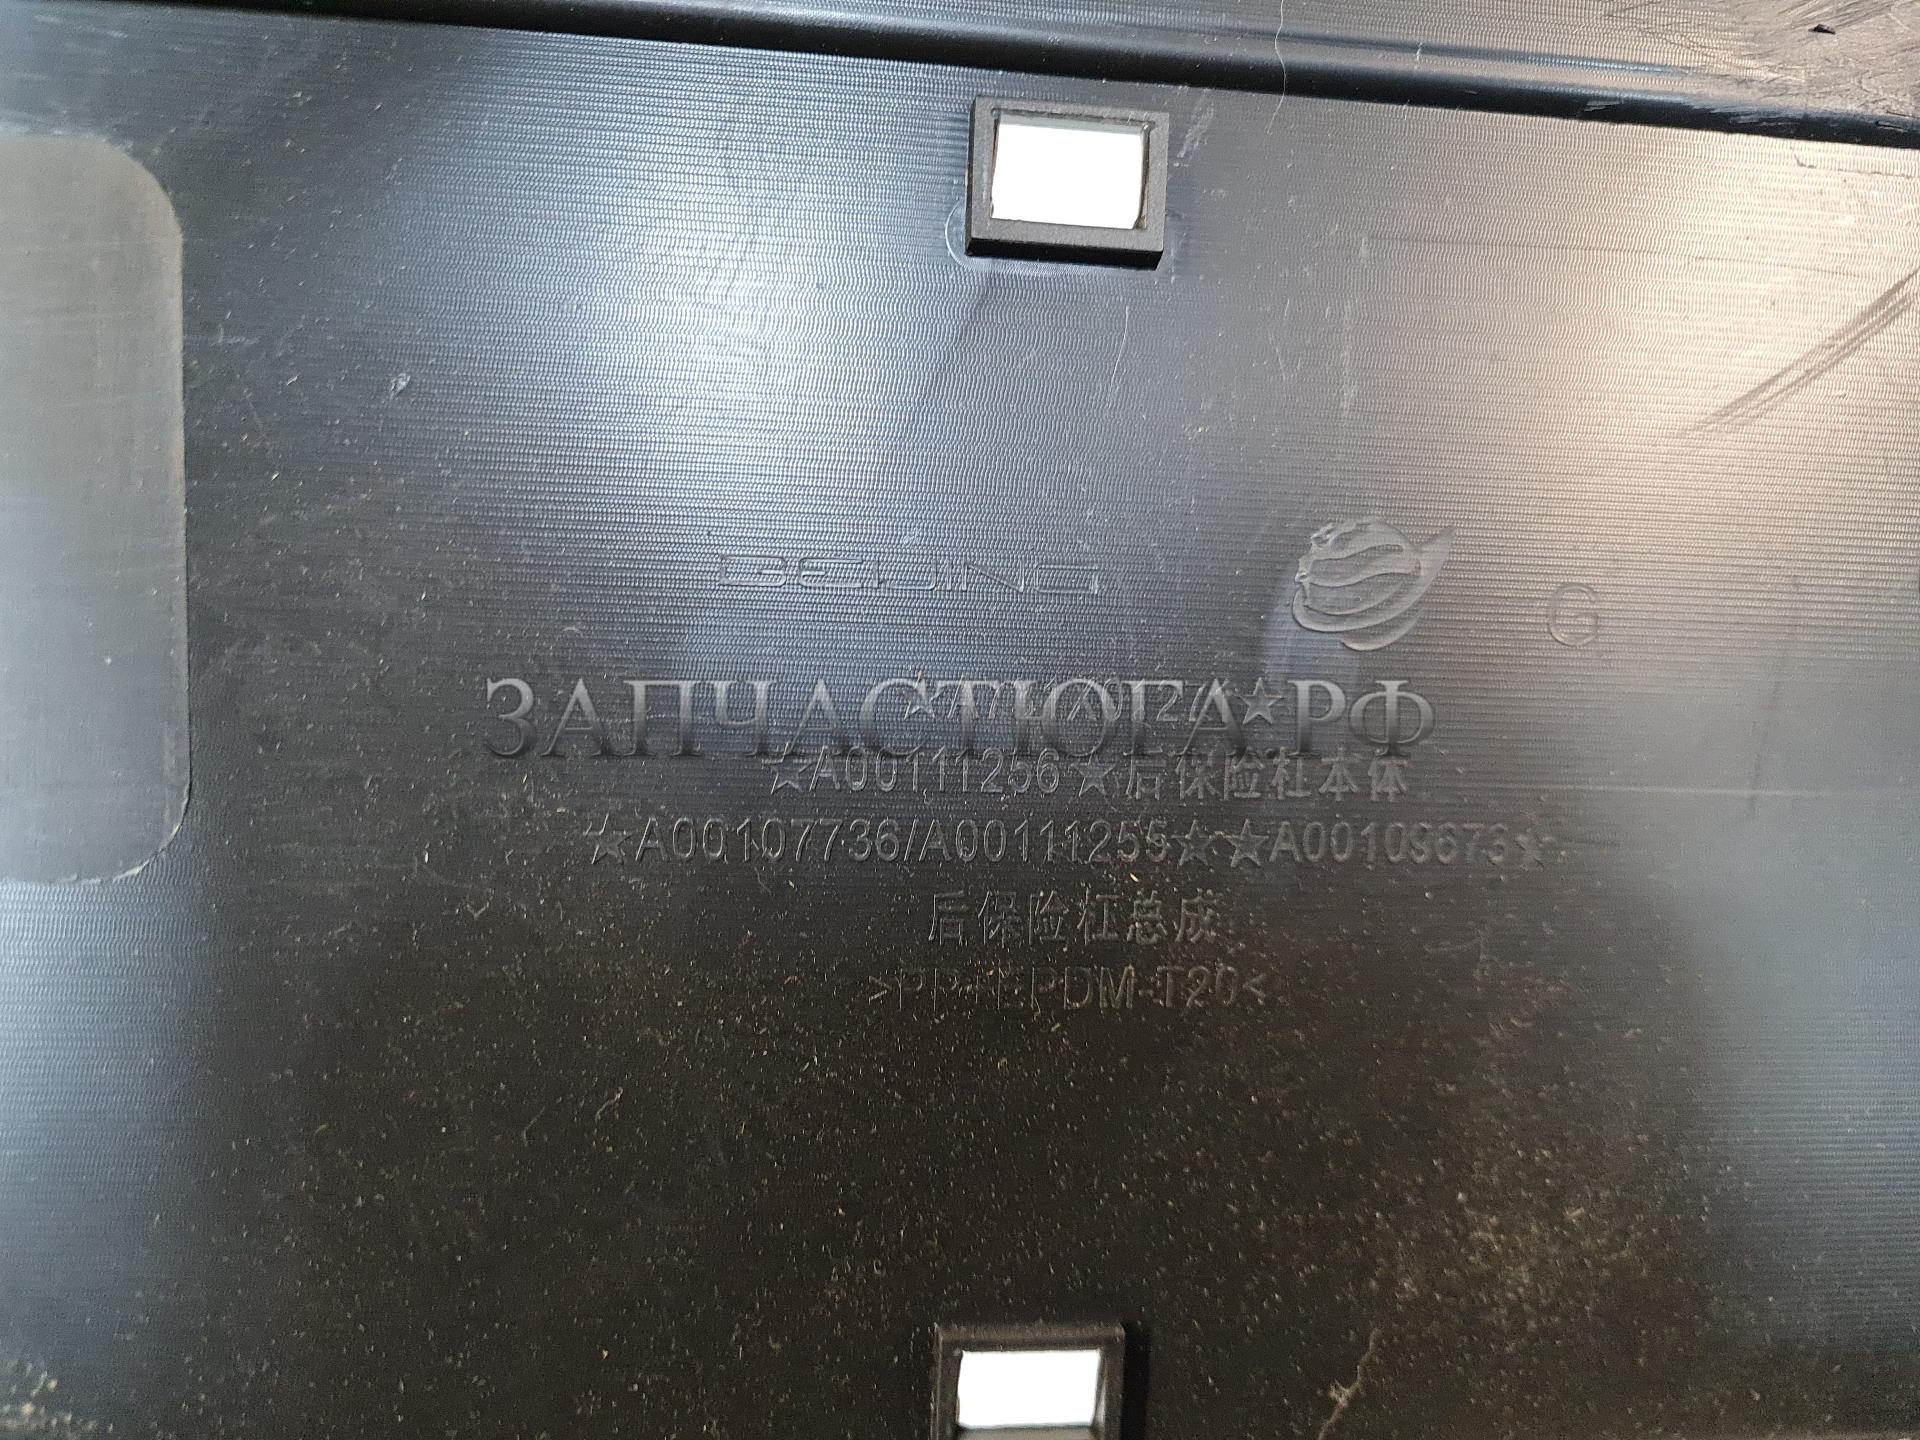 BEIJING
G
ЗАПЧАСТЮГА.РФ
☆A00111256★后保险杠本体
☆A00107736/A00111255☆☆A00109673☆
后保险杠总成
>PP+EPDM-T20<